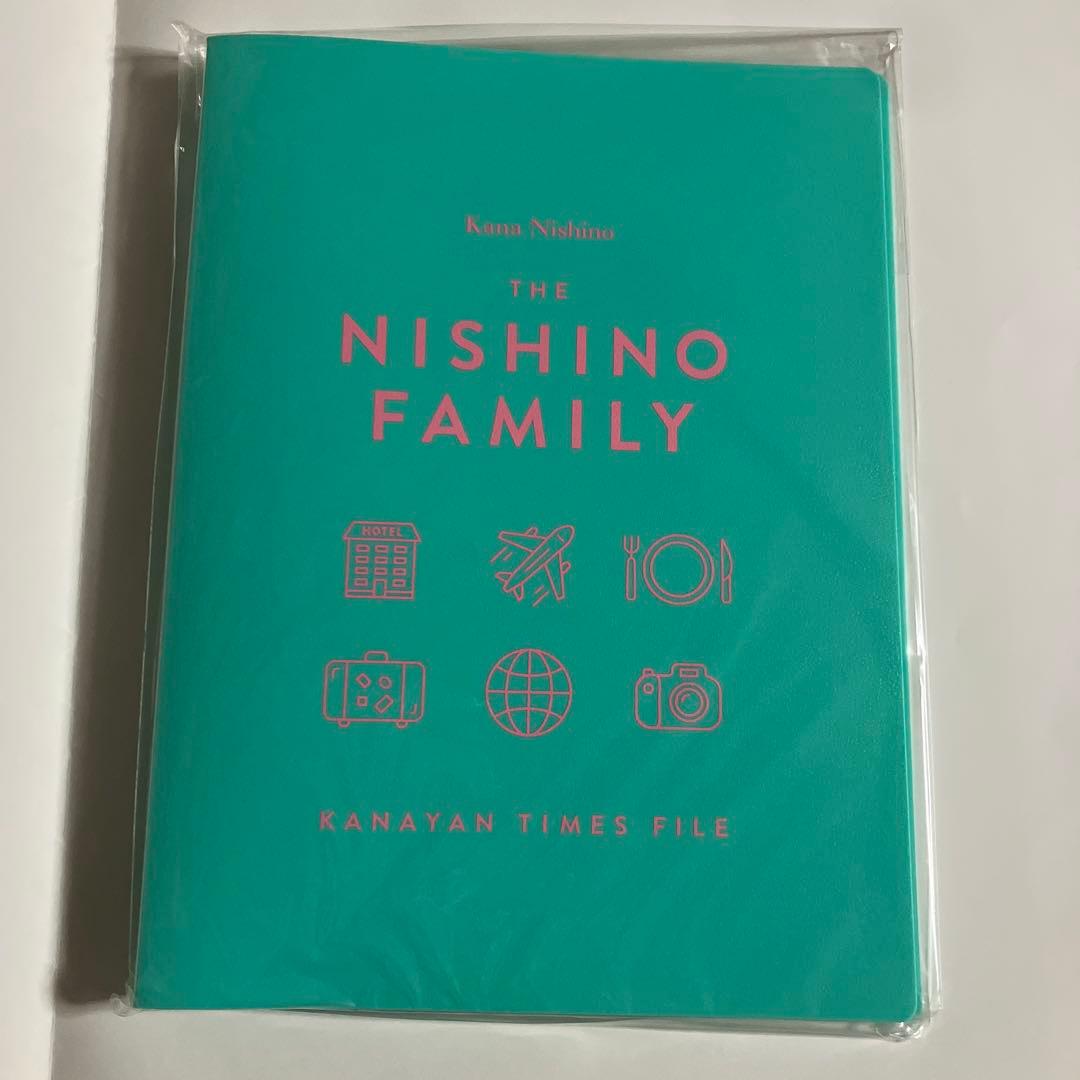 Kana Nishino
THE
NISHINO
FAMILY
HOTEL
KANAYAN TIMES FILE